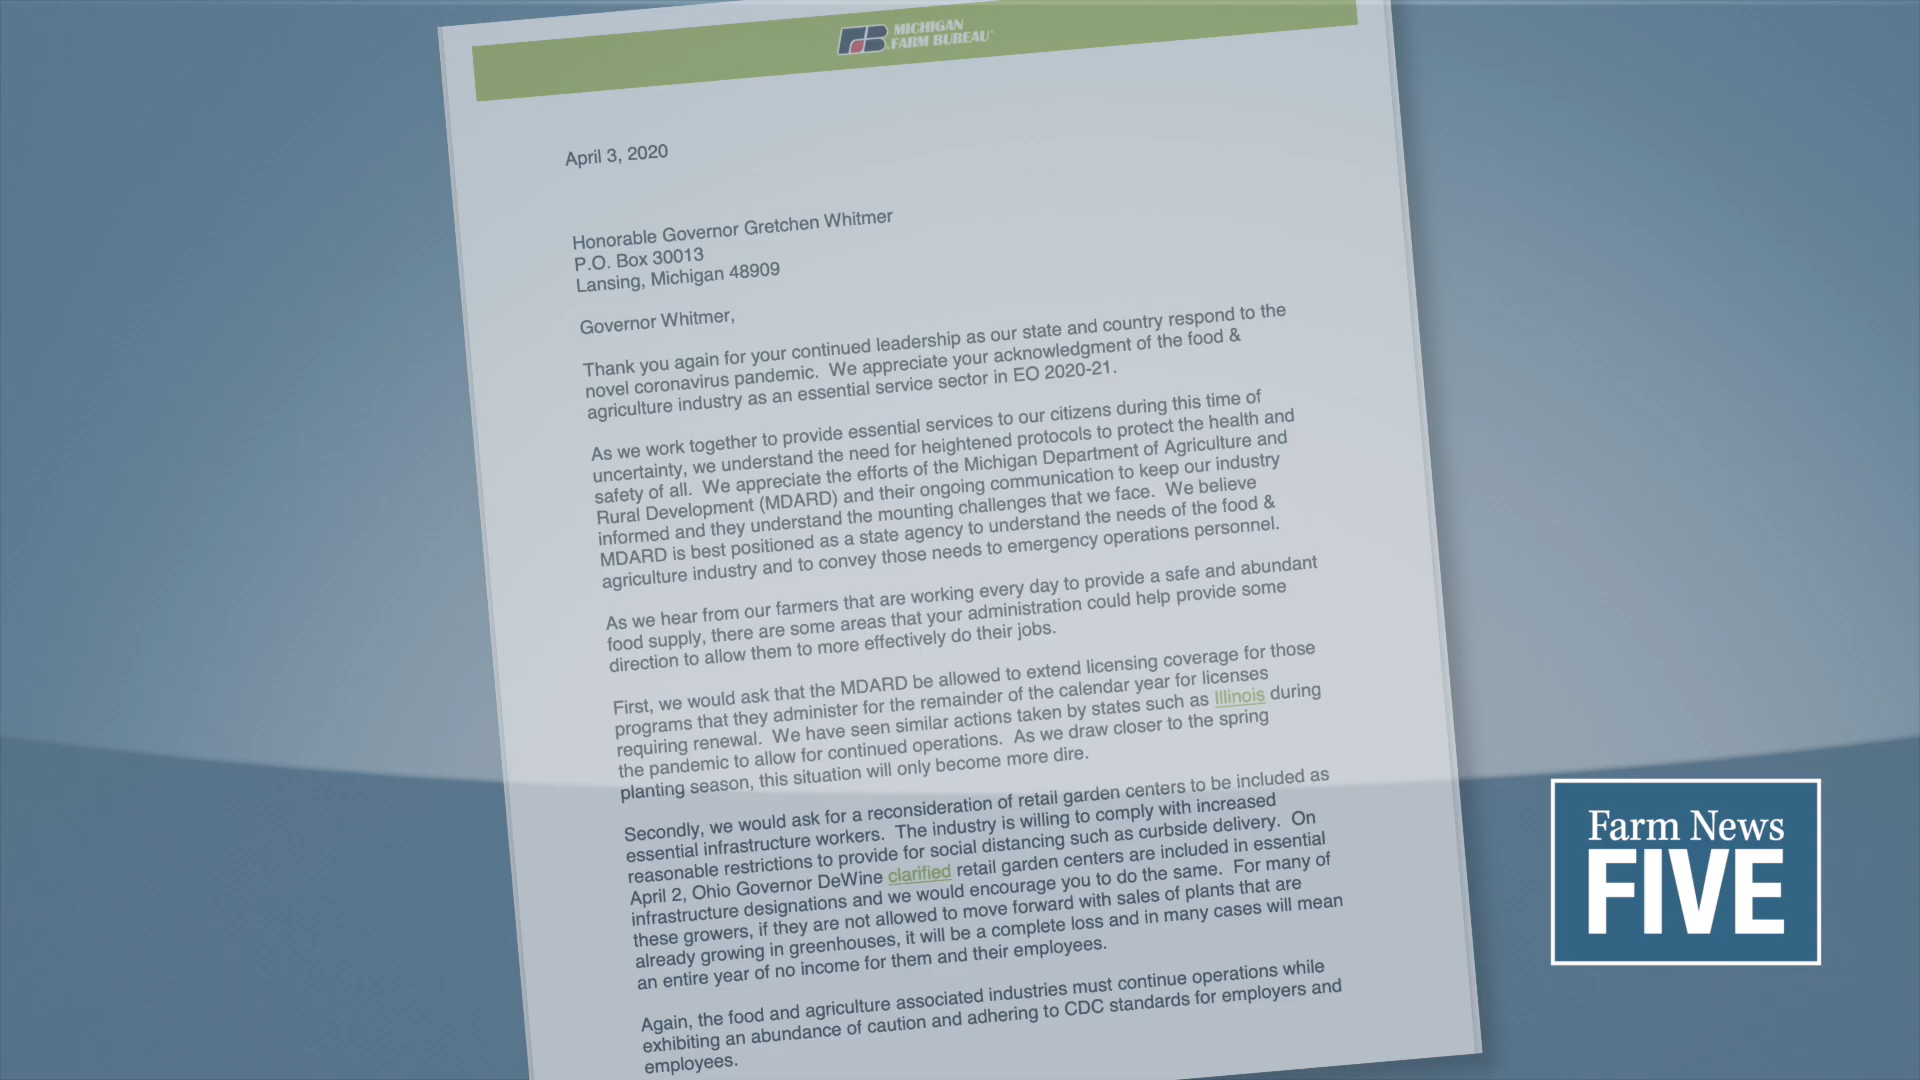 MICHIGAN
FARM BUREAU
April 3, 2020
Honorable Governor Gretchen Whitmer
P.O. Box 30013
Lansing, Michigan 48909
Governor Whitmer,
Thank you again for your continued leadership as our state and country respond to the
novel coronavirus pandemic. We appreciate your acknowledgment of the food &
agriculture industry as an essential service sector in EO 2020-21.
As we work together to provide essential services to our citizens during this time of
uncertainty, we understand the need for heightened protocols to protect the health and
safety of all. We appreciate the efforts of the Michigan Department of Agriculture and
Rural Development (MDARD) and their ongoing communication to keep our industry
informed and they understand the mounting challenges that we face. We believe
MDARD is best positioned as a state agency to understand the needs of the food &
agriculture industry and to convey those needs to emergency operations personnel.
As we hear from our farmers that are working every day to provide a safe and abundant
food supply, there are some areas that your administration could help provide some
direction to allow them to more effectively do their jobs.
First, we would ask that the MDARD be allowed to extend licensing coverage for those
programs that they administer for the remainder of the calendar year for licenses
requiring renewal. We have seen similar actions taken by states such as Illinois during
the pandemic to allow for continued operations. As we draw closer to the spring
planting season, this situation will only become more dire.
Secondly, we would ask for a reconsideration of retail garden centers to be included as
essential infrastructure workers. The industry is willing to comply with increased
reasonable restrictions to provide for social distancing such as curbside delivery. On
April 2, Ohio Governor DeWine clarified retail garden centers are included in essential
infrastructure designations and we would encourage you to do the same. For many of
these growers, if they are not allowed to move forward with sales of plants that are
already growing in greenhouses, it will be a complete loss and in many cases will mean
an entire year of no income for them and their employees.
Again, the food and agriculture associated industries must continue operations while
exhibiting an abundance of caution and adhering to CDC standards for employers and
employees.
Farm News
FIVE